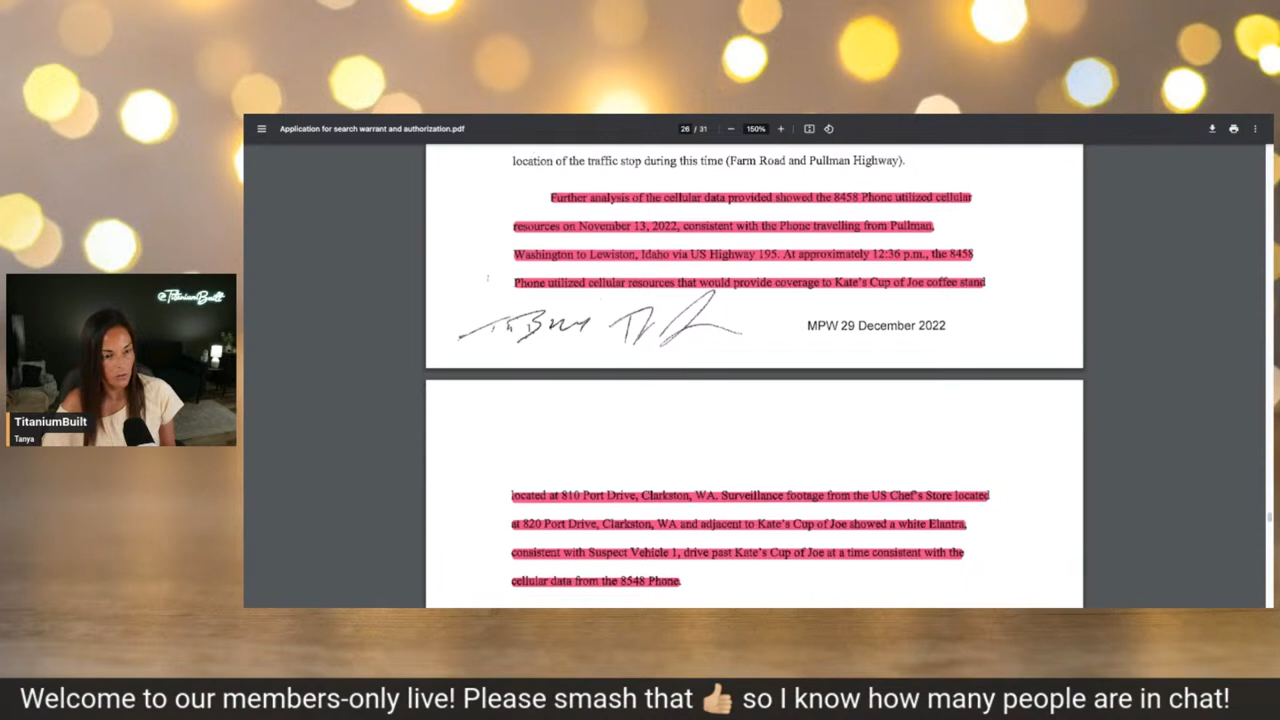 Application for search warrant and authorization.pdf
26 / 31
150%
location of the traffic stop during this time (Farm Road and Pullman Highway).
Further analysis of the cellular data provided showed the 8458 Phone utilized cellular
resources on November 13, 2022, consistent with the Phone travelling from Pullman,
Washington to Lewiston, Idaho via US Highway 195. At approximately 12:36 p.m., the 8458
Phone utilized cellular resources that would provide coverage to Kate's Cup of Joe coffee stand
MPW 29 December 2022
@TitaniumBuilt
TitaniumBuilt
Tanya
located at 810 Port Drive, Clarkston, WA. Surveillance footage from the US Chef's Store located
at 820 Port Drive, Clarkston, WA and adjacent to Kate's Cup of Joe showed a white Elantra,
consistent with Suspect Vehicle 1, drive past Kate's Cup of Joe at a time consistent with the
cellular data from the 8548 Phone.
Welcome to our members-only live! Please smash that 👍🏼 so I know how many people are in chat!